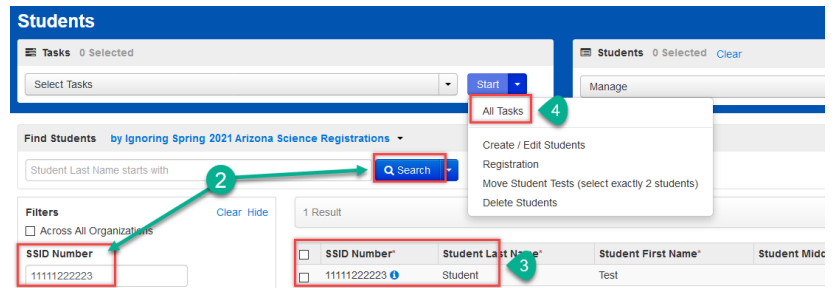 Students
Tasks 0 Selected
Students 0 Selected Clear
Select Tasks
Start
Manage
All Tasks
4
Create / Edit Students
Registration
Move Student Tests (select exactly 2 students)
Delete Students
Find Students by Ignoring Spring 2021 Arizona Science Registrations
Student Last Name starts with
2
Search
Filters
Clear Hide
1 Result
Across All Organizations
SSID Number
11111222223
SSID Number* Student Last Name* Student First Name* Student Midd
3
11111222223 Student Test